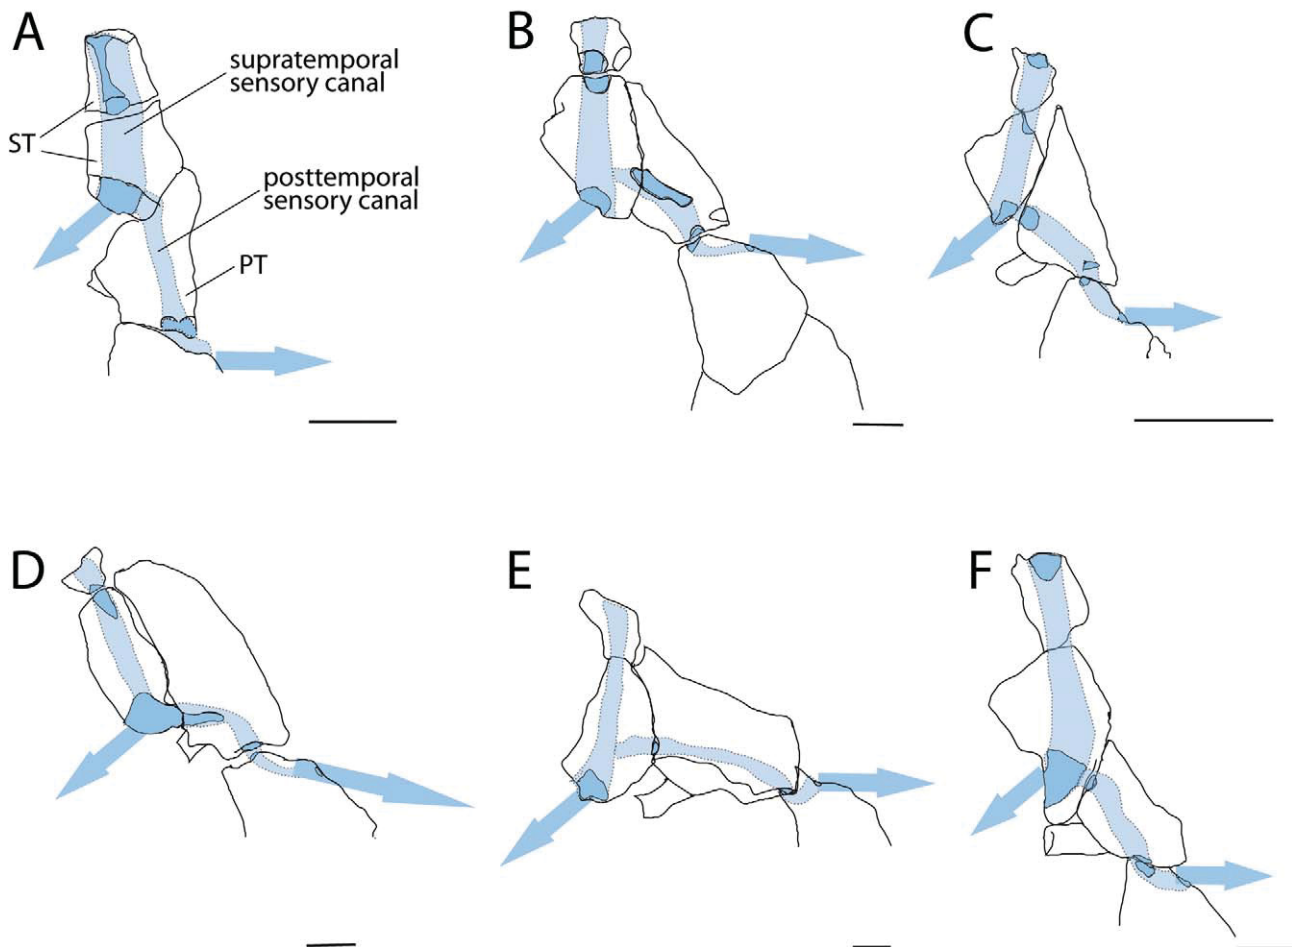 A
B
C
supratemporal
sensory canal
ST
posttemporal
sensory canal
PT
D
E
F